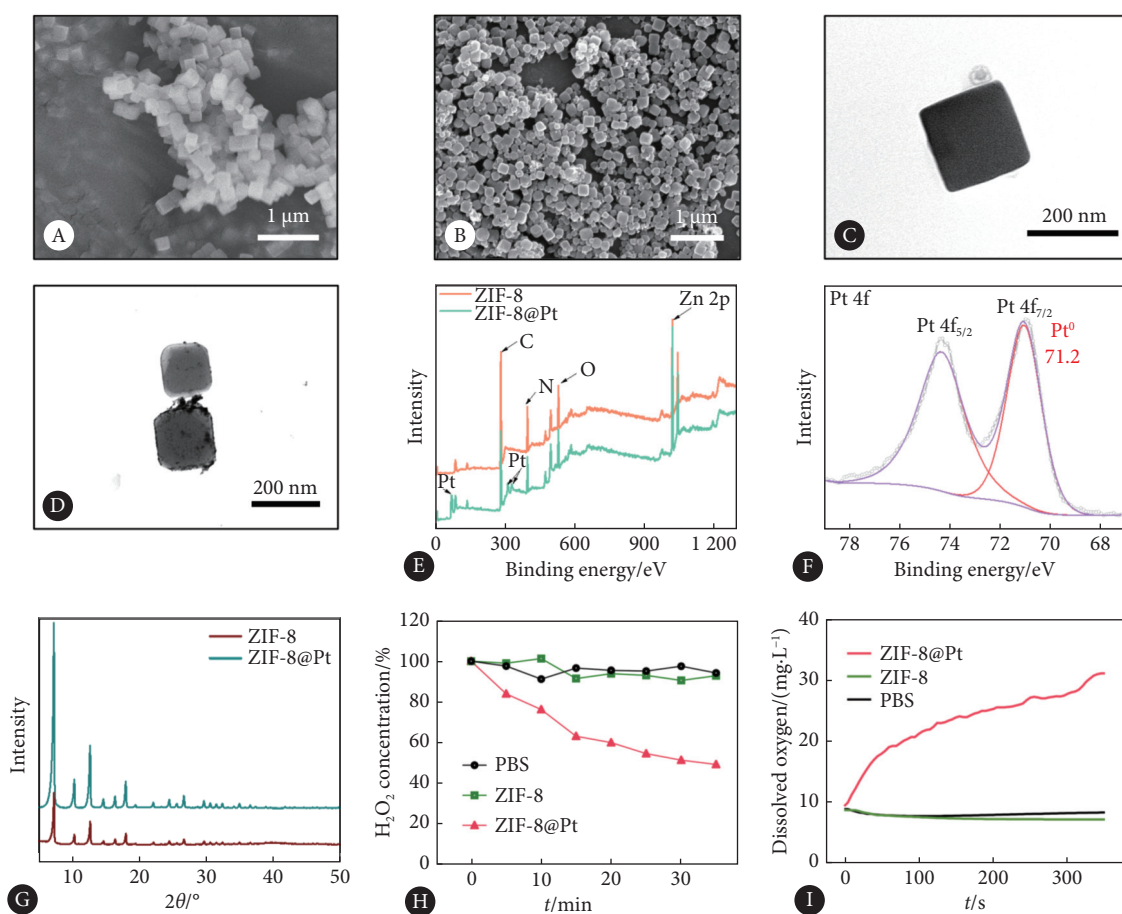 A
1 μm
B
1 μm
C
200 nm
D
200 nm
ZIF-8
ZIF-8@Pt
Zn 2p
C
N
O
Pt
Pt
Intensity
0
300
600
900
1 200
Binding energy/eV
E
Pt 4f
Pt 4f5/2
Pt 4f7/2
Pt⁰
71.2
Intensity
78
76
74
72
70
68
Binding energy/eV
F
ZIF-8
ZIF-8@Pt
Intensity
10
20
30
40
50
2θ/°
G
120
100
80
60
40
20
0
H₂O₂ concentration/%
PBS
ZIF-8
ZIF-8@Pt
0
10
20
30
t/min
H
40
30
20
10
0
Dissolved oxygen/(mg·L⁻¹)
ZIF-8@Pt
ZIF-8
PBS
0
100
200
300
t/s
I